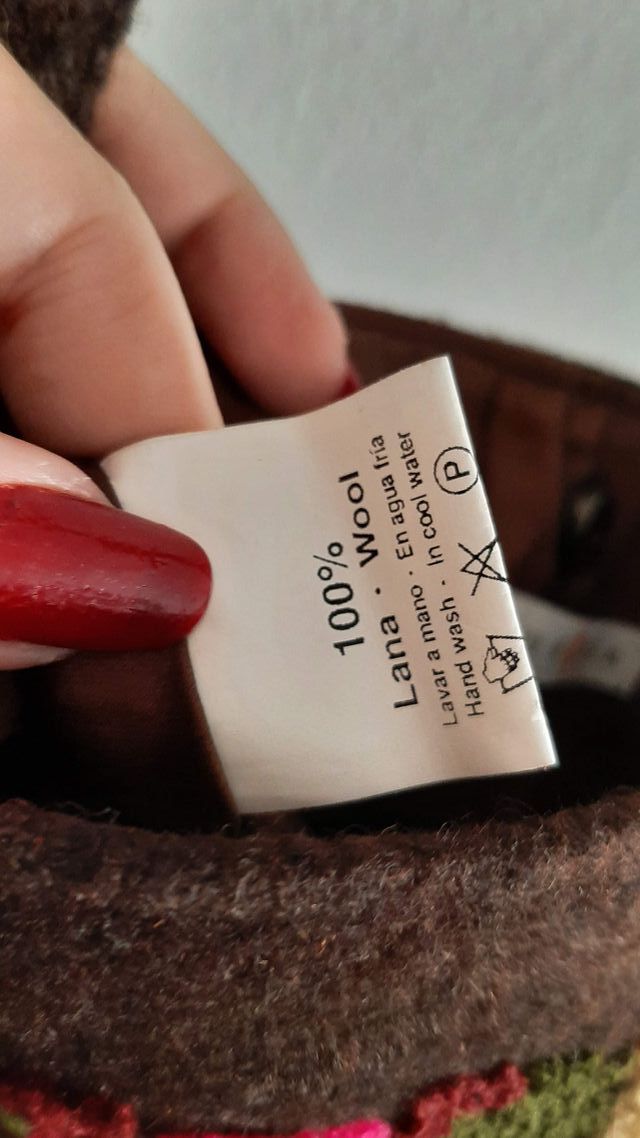 100%
Lana · Wool
Lavar a mano · En agua fría
Hand wash · In cool water
P